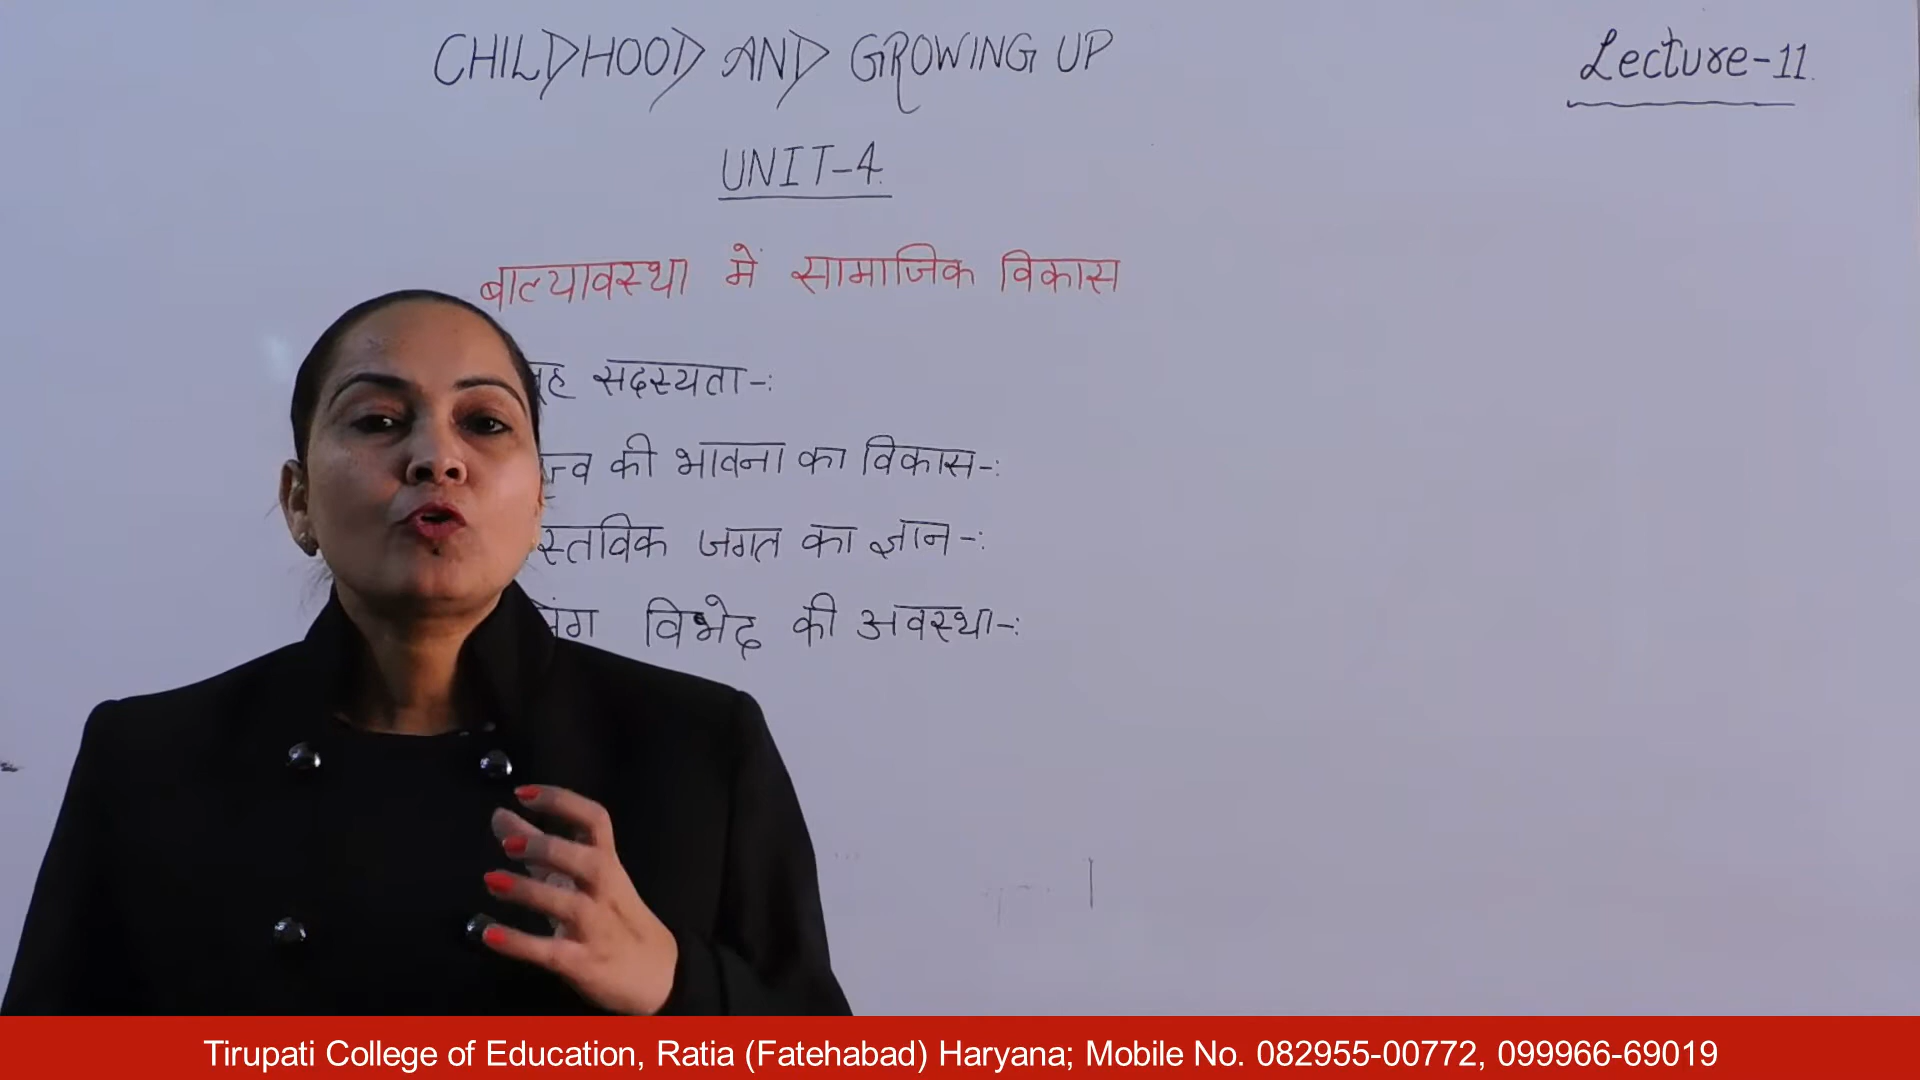 CHILDHOOD AND GROWING UP
Lecture-11.
UNIT-4.
बाल्यावस्था में सामाजिक विकास
सदस्यता-:
की भावना का विकास-:
जगत का ज्ञान-:
विभेद की अवस्था-:
Tirupati College of Education, Ratia (Fatehabad) Haryana; Mobile No. 082955-00772, 099966-69019